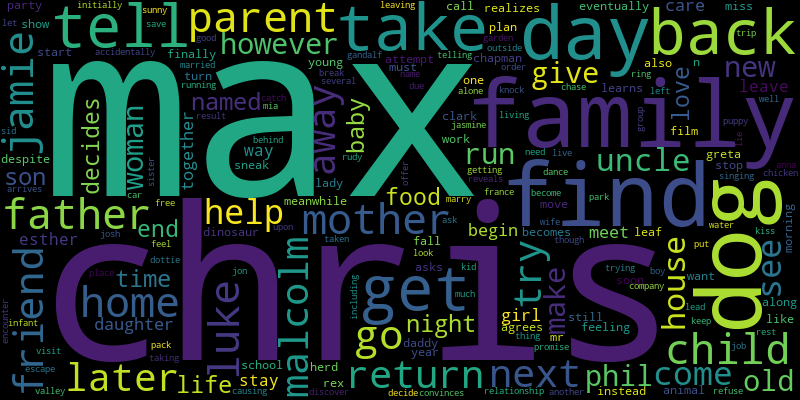 party initially leaving call eventually care miss
let show sunny save tell parent take day realizes plan back
accidentally good however gandalf telling order outside trip
start finally married young attempt chapman garden also n
jamie max turn break must give new
running several name one love learns ring leave
named catch alone knock chase left well
decides woman together result mia away baby due clark living family group puppy
sid behind jasmine film lie
despite son way rudy work run need live uncle greta anna
arrives sister car sneak lady offer getting dance stop chicken
free meanwhile food reveals france become park singing
father help mother marry move find dog
end josh upon ask begin wife meet leaf water kiss
esther feel dinosaur fall becomes though put morning
friend dottie taken look try make house see
place time jon chris asks kid trying boy want
home luke malcolm including get much girl soon company along
encounter daughter go night agrees still lead like
infant pack daddy thing mr feeling keep rest
taking year promise child job
visit school herd return next phil come
later life stay rex relationship instead animal old
escape valley causing discover decide convinces another refuse